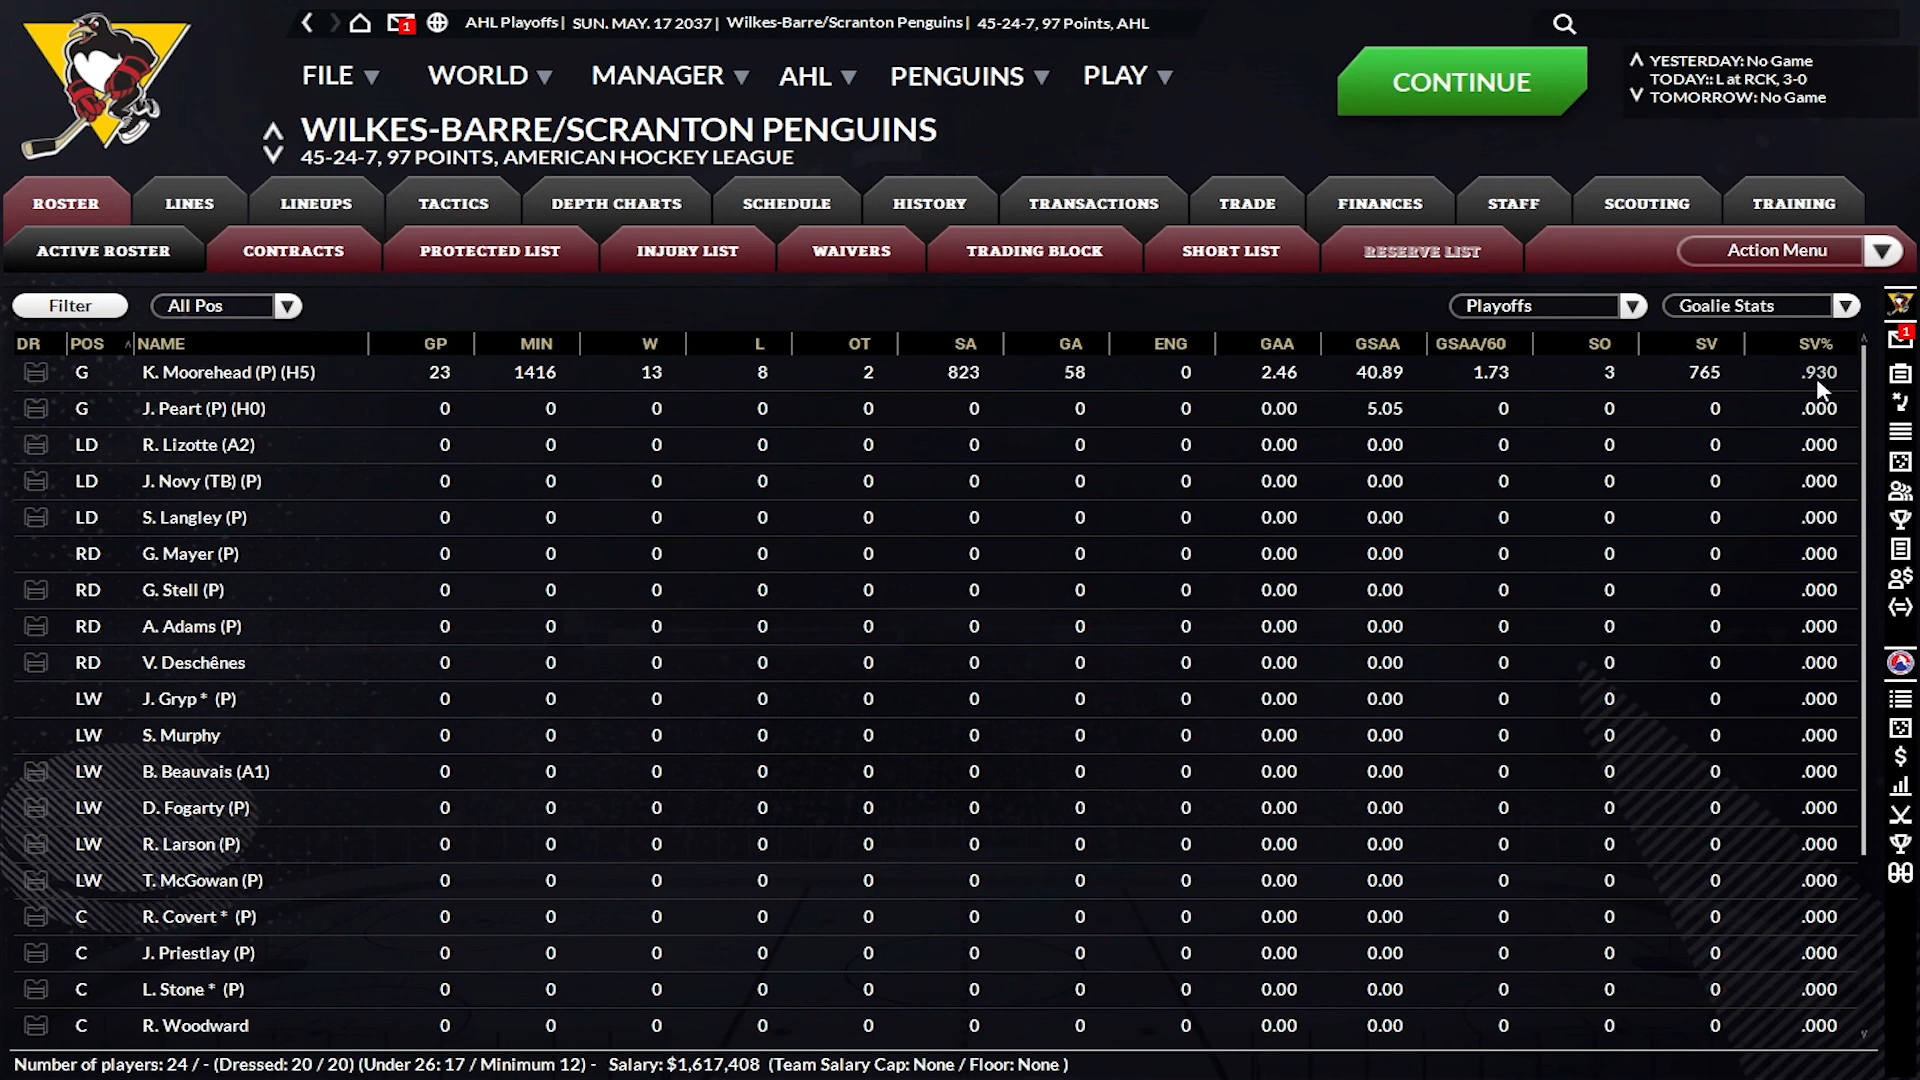 1 AHL Playoffs | SUN. MAY. 17 2037 | Wilkes-Barre/Scranton Penguins | 45-24-7, 97 Points, AHL
FILE WORLD MANAGER AHL PENGUINS PLAY
CONTINUE
YESTERDAY: No Game
TODAY:: L at RCK, 3-0
TOMORROW: No Game
WILKES-BARRE/SCRANTON PENGUINS
45-24-7, 97 POINTS, AMERICAN HOCKEY LEAGUE
ROSTER LINES LINEUPS TACTICS DEPTH CHARTS SCHEDULE HISTORY TRANSACTIONS TRADE FINANCES STAFF SCOUTING TRAINING
ACTIVE ROSTER CONTRACTS PROTECTED LIST INJURY LIST WAIVERS TRADING BLOCK SHORT LIST RESERVE LIST Action Menu
Filter All Pos Playoffs Goalie Stats
DR POS NAME GP MIN W L OT SA GA ENG GAA GSAA GSAA/60 SO SV SV% 1
G K. Moorehead (P) (H5) 23 1416 13 8 2 823 58 0 2.46 40.89 1.73 3 765 .930
G J. Peart (P) (H0) 0 0 0 0 0 0 0 0 0.00 5.05 0 0 0 .000
LD R. Lizotte (A2) 0 0 0 0 0 0 0 0 0.00 0.00 0 0 0 .000
LD J. Novy (TB) (P) 0 0 0 0 0 0 0 0 0.00 0.00 0 0 0 .000
LD S. Langley (P) 0 0 0 0 0 0 0 0 0.00 0.00 0 0 0 .000
RD G. Mayer (P) 0 0 0 0 0 0 0 0 0.00 0.00 0 0 0 .000
RD G. Stell (P) 0 0 0 0 0 0 0 0 0.00 0.00 0 0 0 .000
RD A. Adams (P) 0 0 0 0 0 0 0 0 0.00 0.00 0 0 0 .000
RD V. Deschênes 0 0 0 0 0 0 0 0 0.00 0.00 0 0 0 .000
LW J. Gryp * (P) 0 0 0 0 0 0 0 0 0.00 0.00 0 0 0 .000
LW S. Murphy 0 0 0 0 0 0 0 0 0.00 0.00 0 0 0 .000
LW B. Beauvais (A1) 0 0 0 0 0 0 0 0 0.00 0.00 0 0 0 .000
LW D. Fogarty (P) 0 0 0 0 0 0 0 0 0.00 0.00 0 0 0 .000
LW R. Larson (P) 0 0 0 0 0 0 0 0 0.00 0.00 0 0 0 .000
LW T. McGowan (P) 0 0 0 0 0 0 0 0 0.00 0.00 0 0 0 .000
C R. Covert * (P) 0 0 0 0 0 0 0 0 0.00 0.00 0 0 0 .000
C J. Priestlay (P) 0 0 0 0 0 0 0 0 0.00 0.00 0 0 0 .000
C L. Stone * (P) 0 0 0 0 0 0 0 0 0.00 0.00 0 0 0 .000
C R. Woodward 0 0 0 0 0 0 0 0 0.00 0.00 0 0 0 .000
Number of players: 24 / - (Dressed: 20 / 20) (Under 26: 17 / Minimum 12) - Salary: $1,617,408 (Team Salary Cap: None / Floor: None )